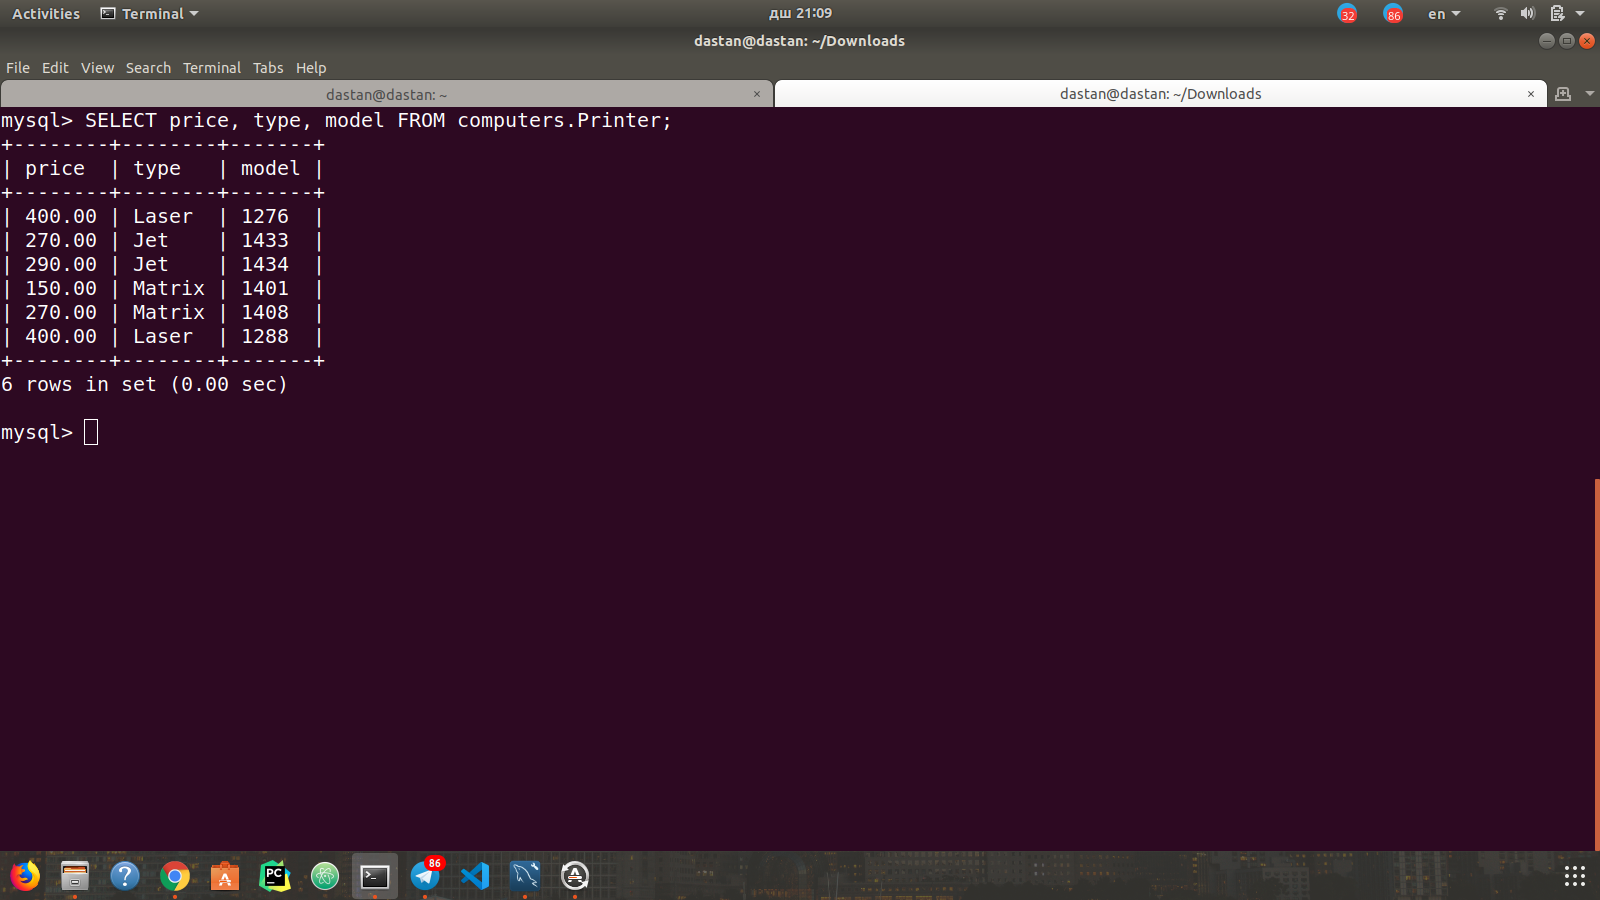 Activities Terminal дш 21:09 32 86 en
dastan@dastan: ~/Downloads
File Edit View Search Terminal Tabs Help
dastan@dastan: ~ × dastan@dastan: ~/Downloads ×
mysql> SELECT price, type, model FROM computers.Printer;
+--------+--------+-------+
| price  | type   | model |
+--------+--------+-------+
| 400.00 | Laser  | 1276  |
| 270.00 | Jet    | 1433  |
| 290.00 | Jet    | 1434  |
| 150.00 | Matrix | 1401  |
| 270.00 | Matrix | 1408  |
| 400.00 | Laser  | 1288  |
+--------+--------+-------+
6 rows in set (0.00 sec)
mysql>
? A PC >_ 86 A